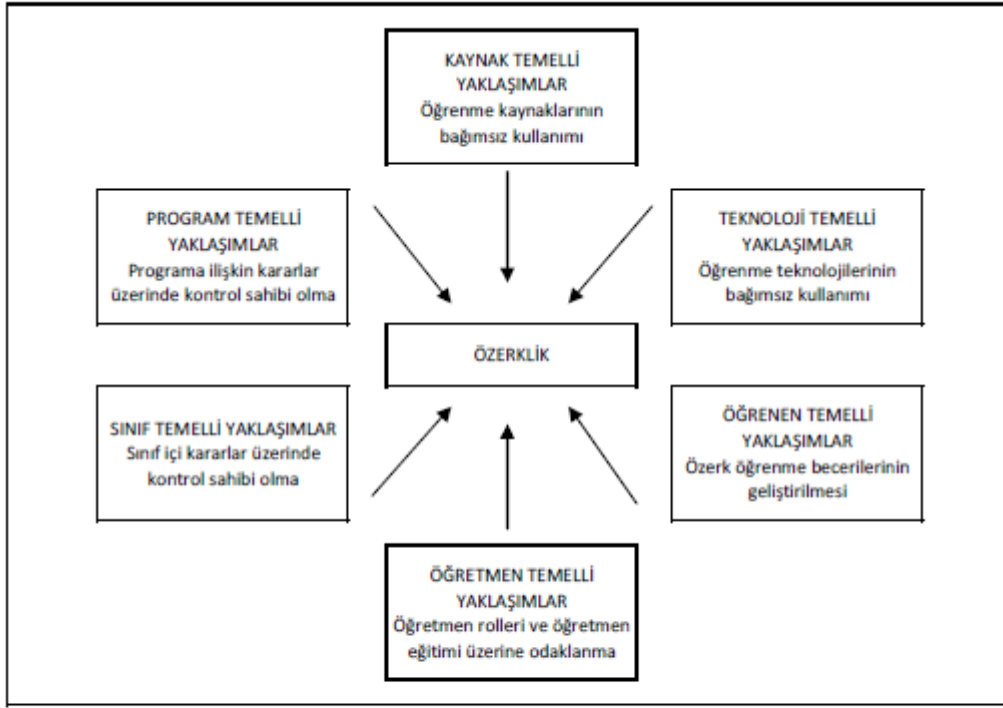 KAYNAK TEMELLİ
YAKLAŞIMLAR
Öğrenme kaynaklarının
bağımsız kullanımı
PROGRAM TEMELLİ
YAKLAŞIMLAR
Programa ilişkin kararlar
üzerinde kontrol sahibi olma
TEKNOLOJİ TEMELLİ
YAKLAŞIMLAR
Öğrenme teknolojilerinin
bağımsız kullanımı
ÖZERKLİK
SINIF TEMELLİ YAKLAŞIMLAR
Sınıf içi kararlar üzerinde
kontrol sahibi olma
ÖĞRENEN TEMELLİ
YAKLAŞIMLAR
Özerk öğrenme becerilerinin
geliştirilmesi
ÖĞRETMEN TEMELLİ
YAKLAŞIMLAR
Öğretmen rolleri ve öğretmen
eğitimi üzerine odaklanma